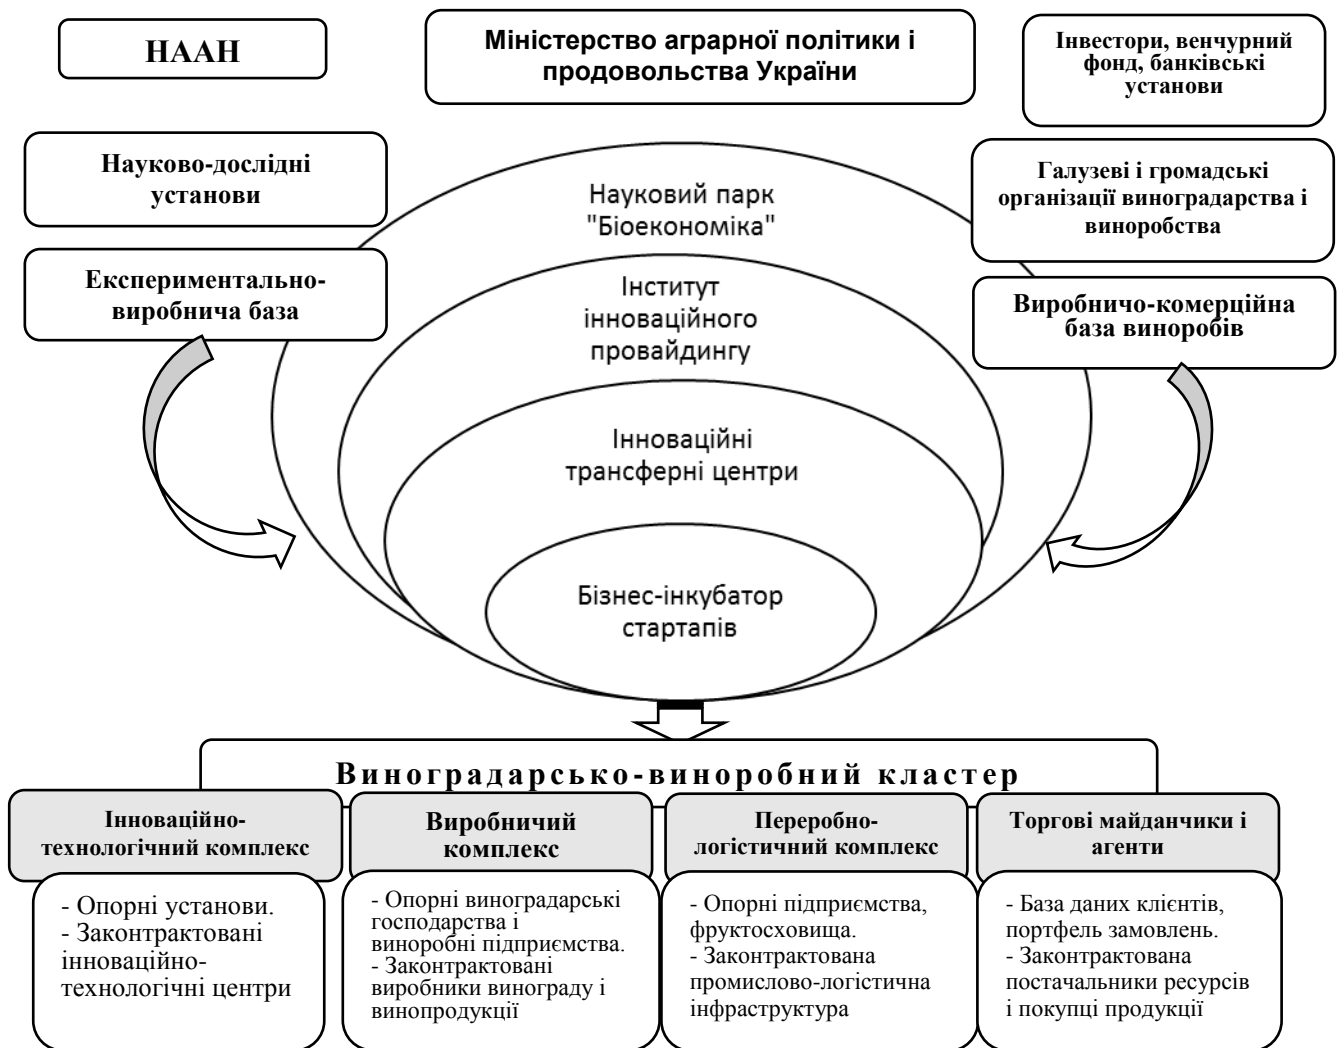 НААН
Міністерство аграрної політики і
продовольства України
Інвестори, венчурний
фонд, банківські
установи
Науково-дослідні
установи
Галузеві і громадські
організації виноградарства і
виноробства
Експериментально-
виробнича база
Виробничо-комерційна
база виноробів
Науковий парк
"Біоекономіка"
Інститут
інноваційного
провайдингу
Інноваційні
трансферні центри
Бізнес-інкубатор
стартапів
Виноградарсько-виноробний кластер
Інноваційно-
технологічний комплекс
- Опорні установи.
- Законтрактовані
інноваційно-
технологічні центри
Виробничий
комплекс
- Опорні виноградарські
господарства і
виноробні підприємства.
- Законтрактовані
виробники винограду і
винопродукції
Переробно-
логістичний комплекс
- Опорні підприємства,
фруктосховища.
- Законтрактована
промислово-логістична
інфраструктура
Торгові майданчики і
агенти
- База даних клієнтів,
портфель замовлень.
- Законтрактована
постачальники ресурсів
і покупці продукції